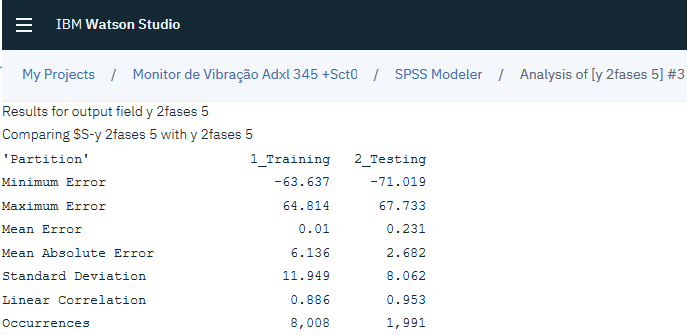 IBM Watson Studio
My Projects / Monitor de Vibração Adxl 345 +Sct0 / SPSS Modeler / Analysis of [y 2fases 5] #3
Results for output field y 2fases 5
Comparing $S-y 2fases 5 with y 2fases 5
'Partition' 1_Training 2_Testing
Minimum Error -63.637 -71.019
Maximum Error 64.814 67.733
Mean Error 0.01 0.231
Mean Absolute Error 6.136 2.682
Standard Deviation 11.949 8.062
Linear Correlation 0.886 0.953
Occurrences 8,008 1,991